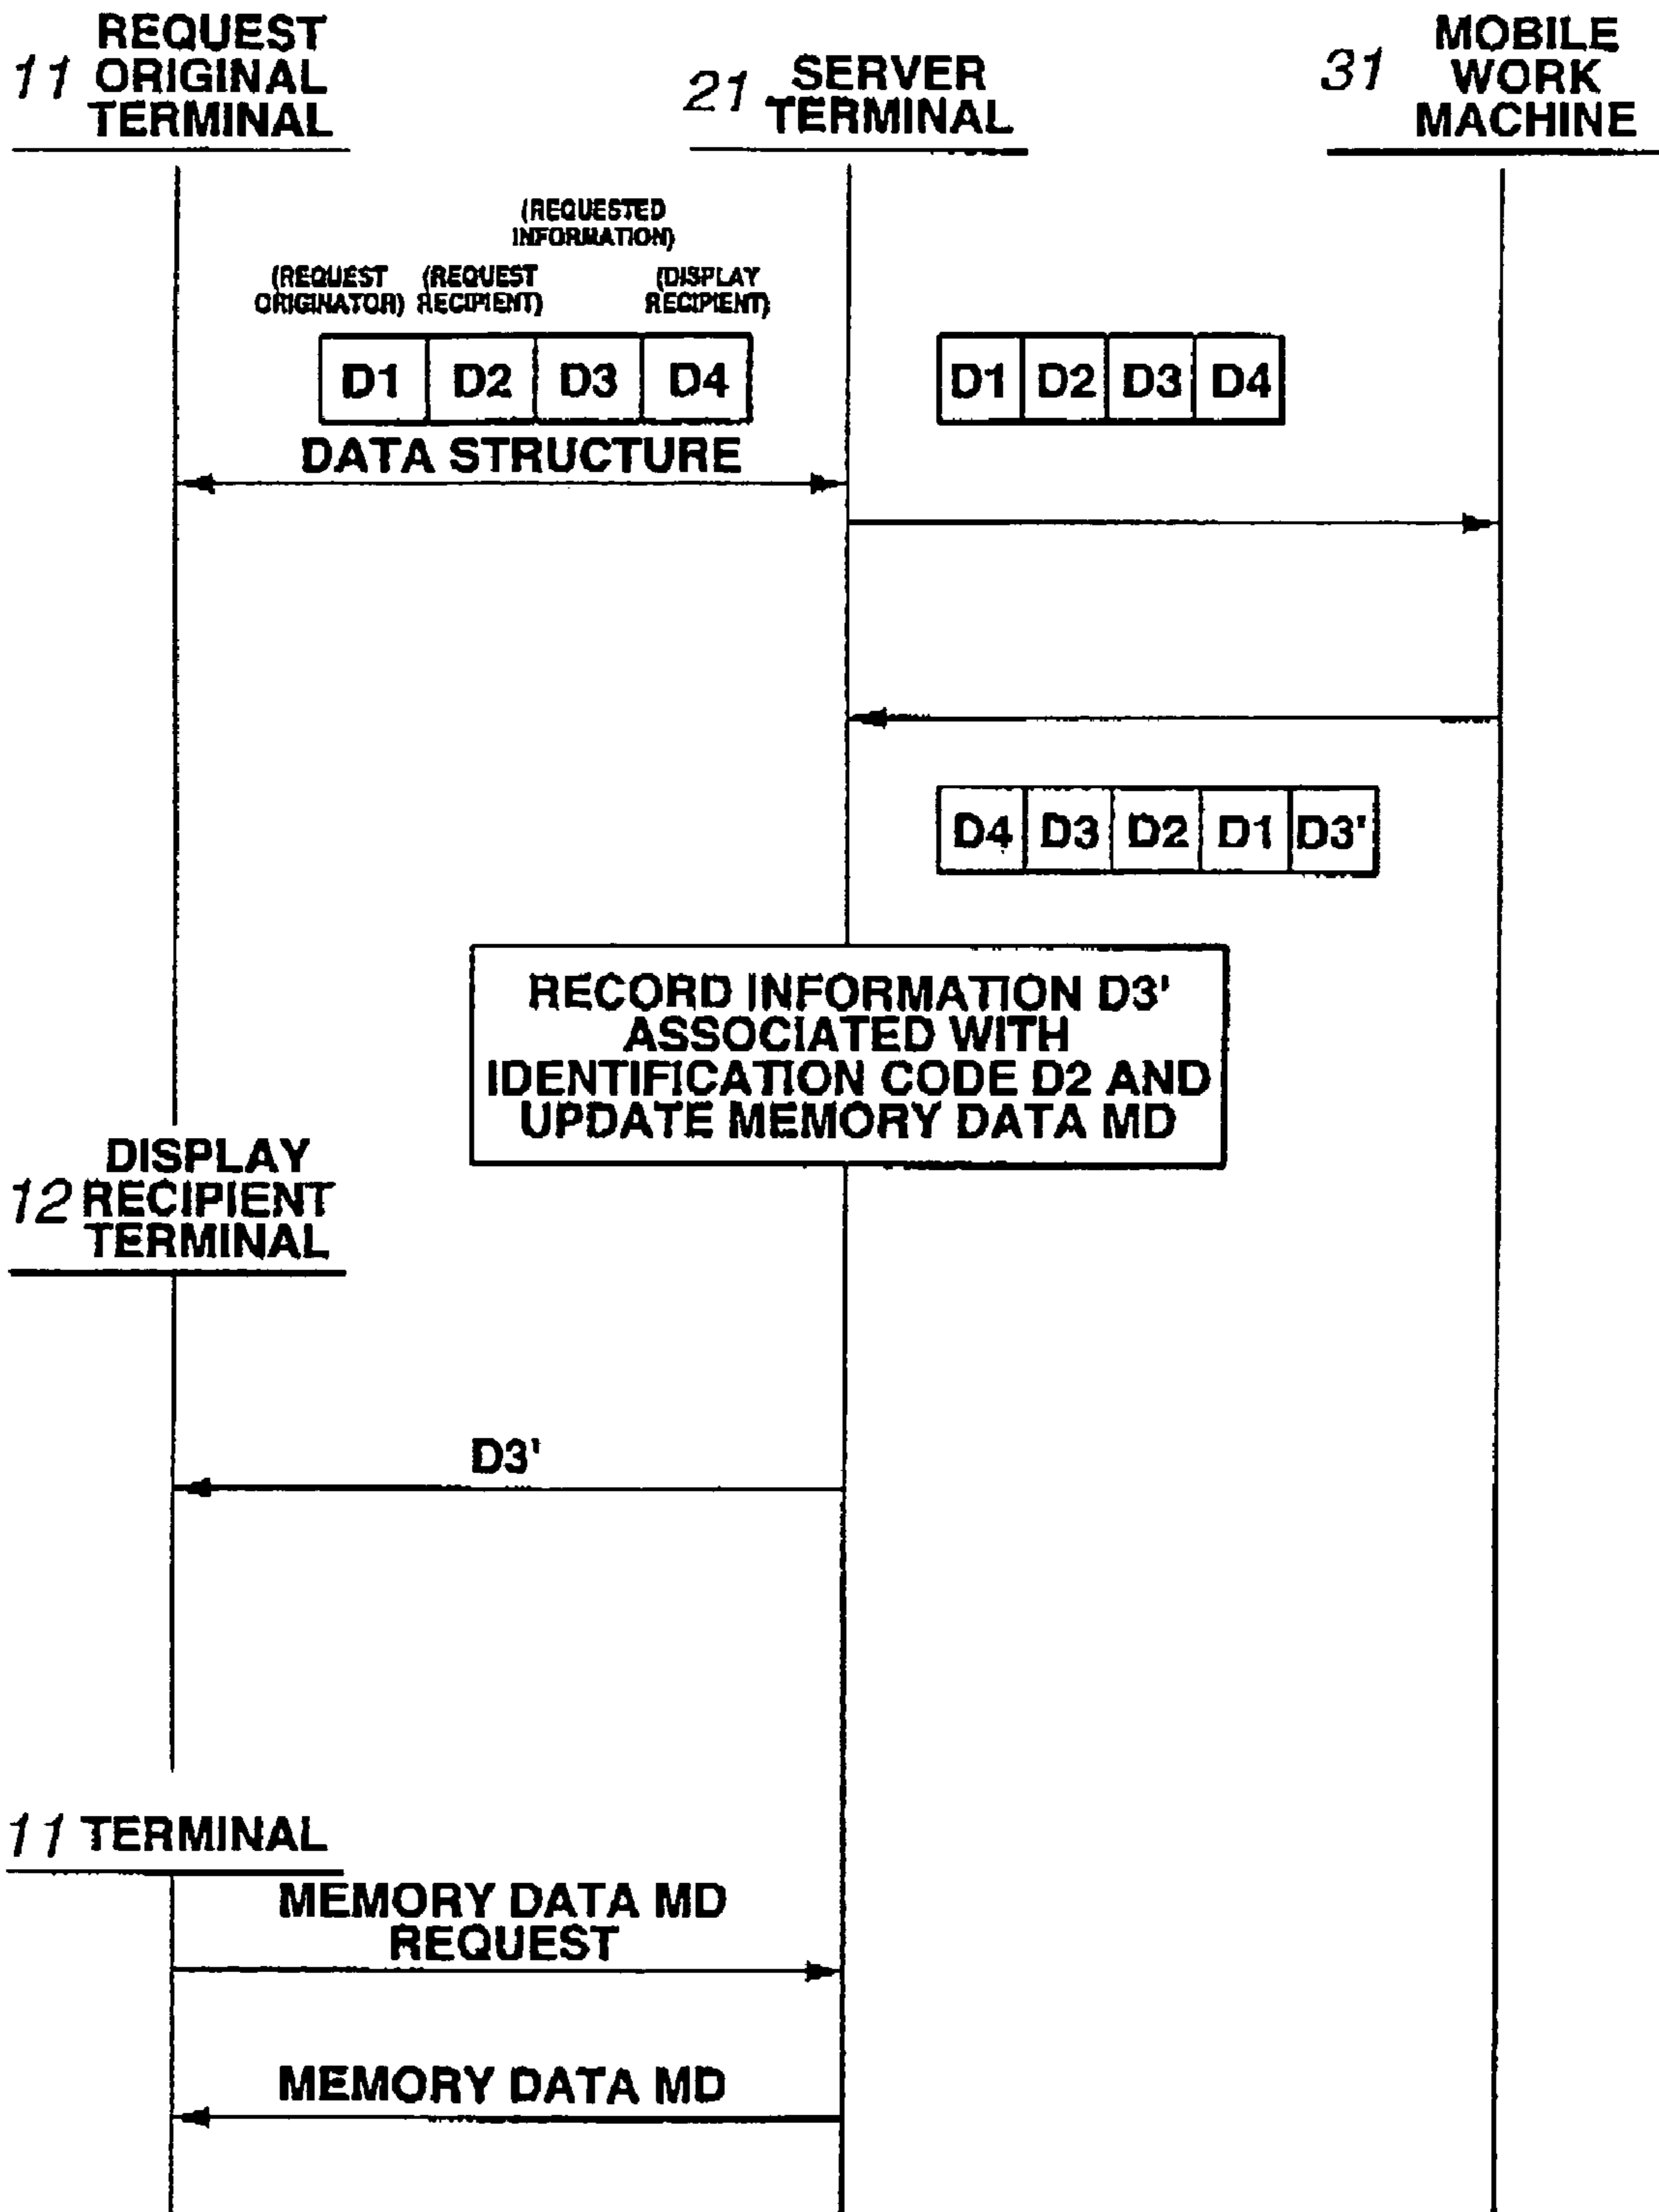 REQUEST
11 ORIGINAL
TERMINAL
21 SERVER
TERMINAL
MOBILE
31 WORK
MACHINE
(REQUESTED
INFORMATION)
(REQUEST
ORIGINATOR)
(REQUEST
RECIPIENT)
(DISPLAY
RECIPIENT)
D1 D2 D3 D4
D1 D2 D3 D4
DATA STRUCTURE
D4 D3 D2 D1 D3'
RECORD INFORMATION D3'
ASSOCIATED WITH
IDENTIFICATION CODE D2 AND
UPDATE MEMORY DATA MD
DISPLAY
12 RECIPIENT
TERMINAL
D3'
11 TERMINAL
MEMORY DATA MD
REQUEST
MEMORY DATA MD